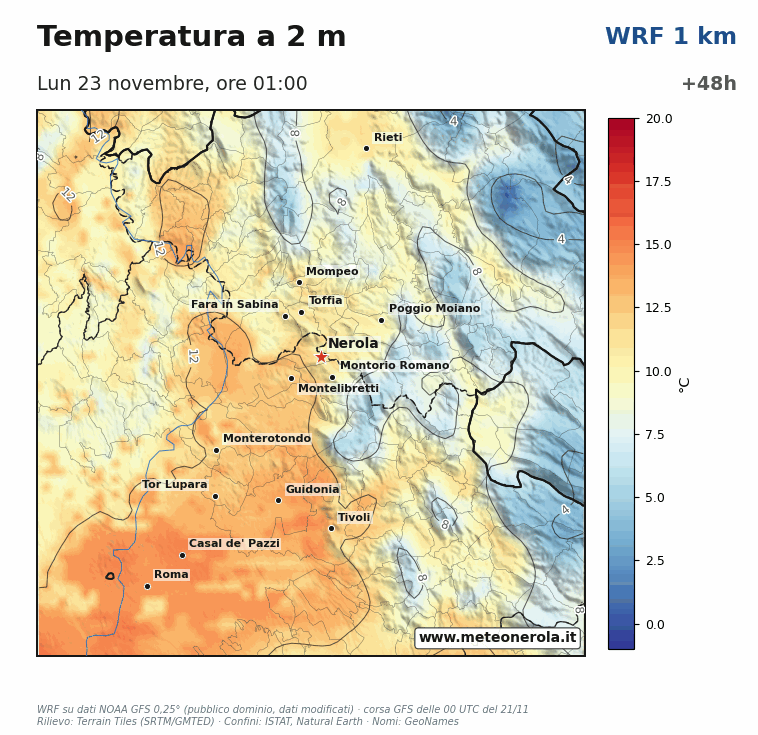 Temperatura a 2 m
WRF 1 km
Lun 23 novembre, ore 01:00
+48h
12
8
4
Rieti
8
12
4
8
12
4
8
Mompeo
Fara in Sabina
Toffia
Poggio Moiano
Nerola
12
Montorio Romano
Montelibretti
Monterotondo
Tor Lupara
Guidonia
4
8
Tivoli
Casal de' Pazzi
Roma
8
8
www.meteonerola.it
20.0
17.5
15.0
12.5
10.0
7.5
5.0
2.5
0.0
°C
WRF su dati NOAA GFS 0,25° (pubblico dominio, dati modificati) · corsa GFS delle 00 UTC del 21/11
Rilievo: Terrain Tiles (SRTM/GMTED) · Confini: ISTAT, Natural Earth · Nomi: GeoNames